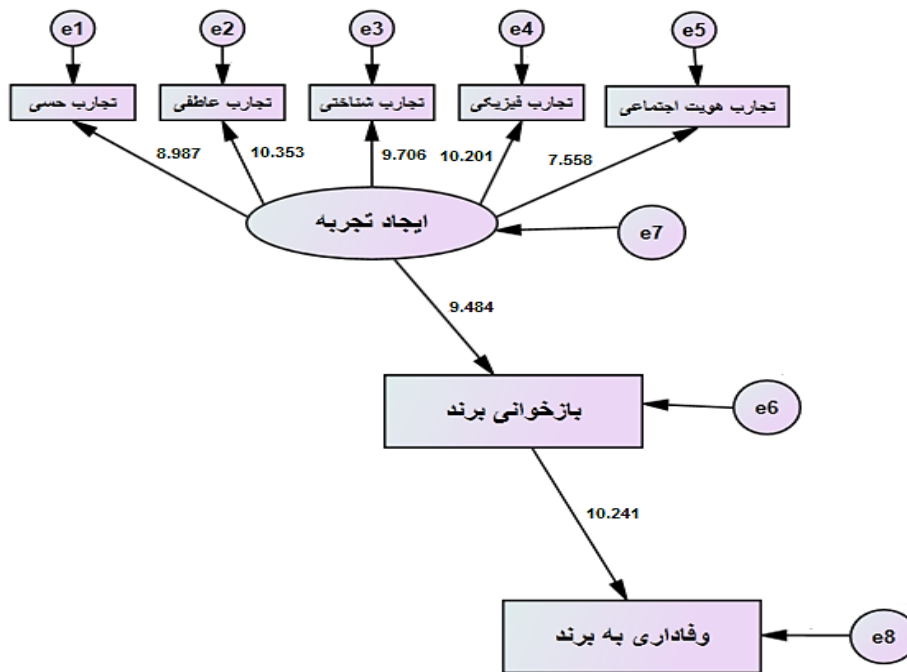 e1
e2
e3
e4
e5
تجارب حسی
تجارب عاطفی
تجارب شناختی
تجارب فیزیکی
تجارب هویت اجتماعی
8.987
10.353
9.706
10.201
7.558
ایجاد تجربه
e7
9.484
بازخوانی برند
e6
10.241
وفاداری به برند
e8